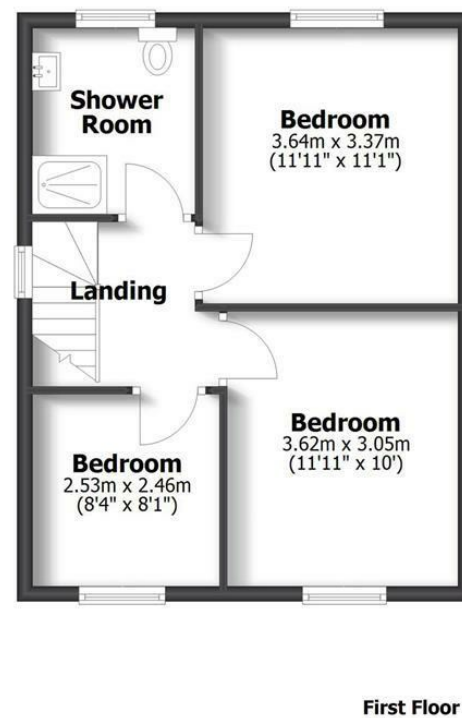 Shower
Room
Bedroom
3.64m x 3.37m
(11'11" x 11'1")
Landing
Bedroom
3.62m x 3.05m
(11'11" x 10')
Bedroom
2.53m x 2.46m
(8'4" x 8'1")
First Floor